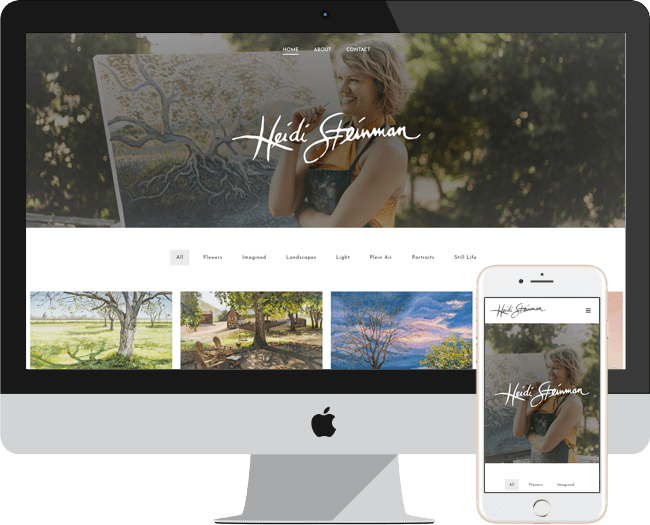 HOME ABOUT CONTACT
Heidi Steinman
All Flowers Imagined Landscapes Light Plein Air Portraits Still Life
Heidi Steinman
Heidi Steinman
All Flowers Imagined